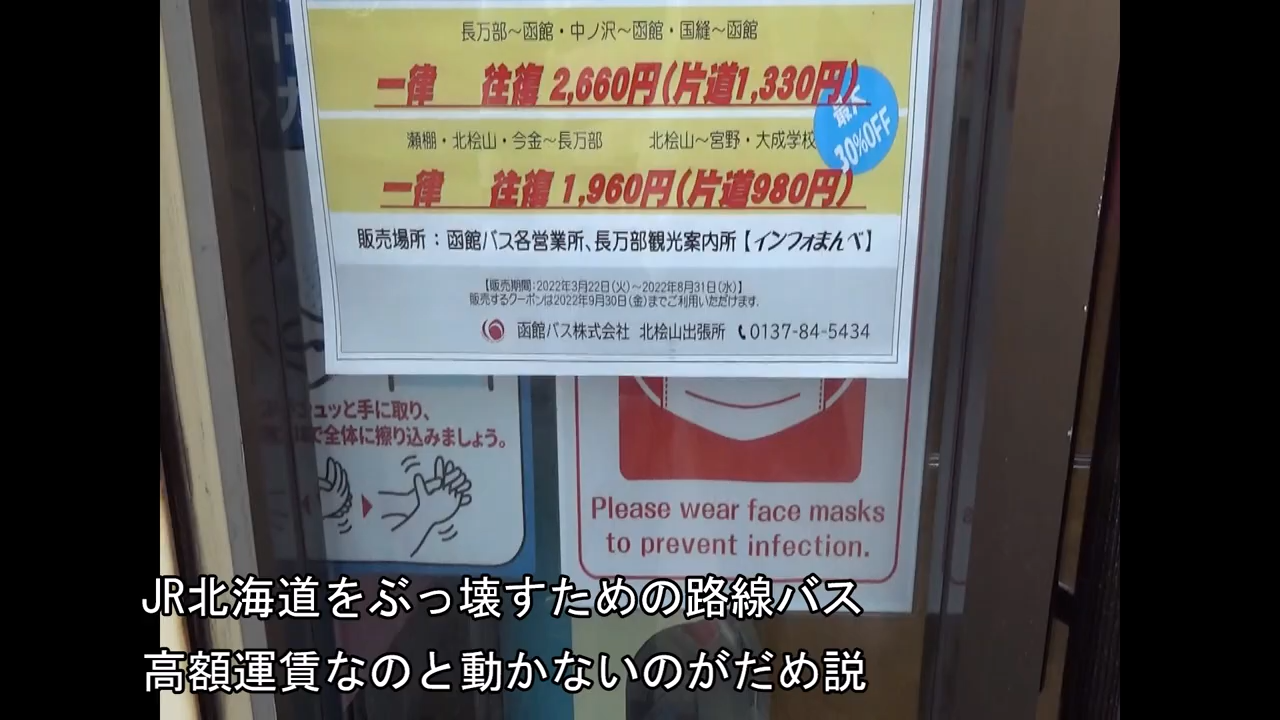 長万部～函館・中ノ沢～函館・国縫～函館
一律 往復 2,660円(片道1,330円)
最大
30%OFF
瀬棚・北桧山・今金～長万部 北桧山～宮野・大成学校
一律 往復 1,960円(片道980円)
販売場所：函館バス各営業所、長万部観光案内所【インフォまんべ】
【販売期間:2022年3月22日(火)～2022年8月31日(水)】
販売するクーポンは2022年9月30日(金)までご利用いただけます.
函館バス株式会社 北桧山出張所 0137-84-5434
ュッと手に取り、
で全体に擦り込みましょう。
Please wear face masks
to prevent infection.
JR北海道をぶっ壊すための路線バス
高額運賃なのと動かないのがだめ説